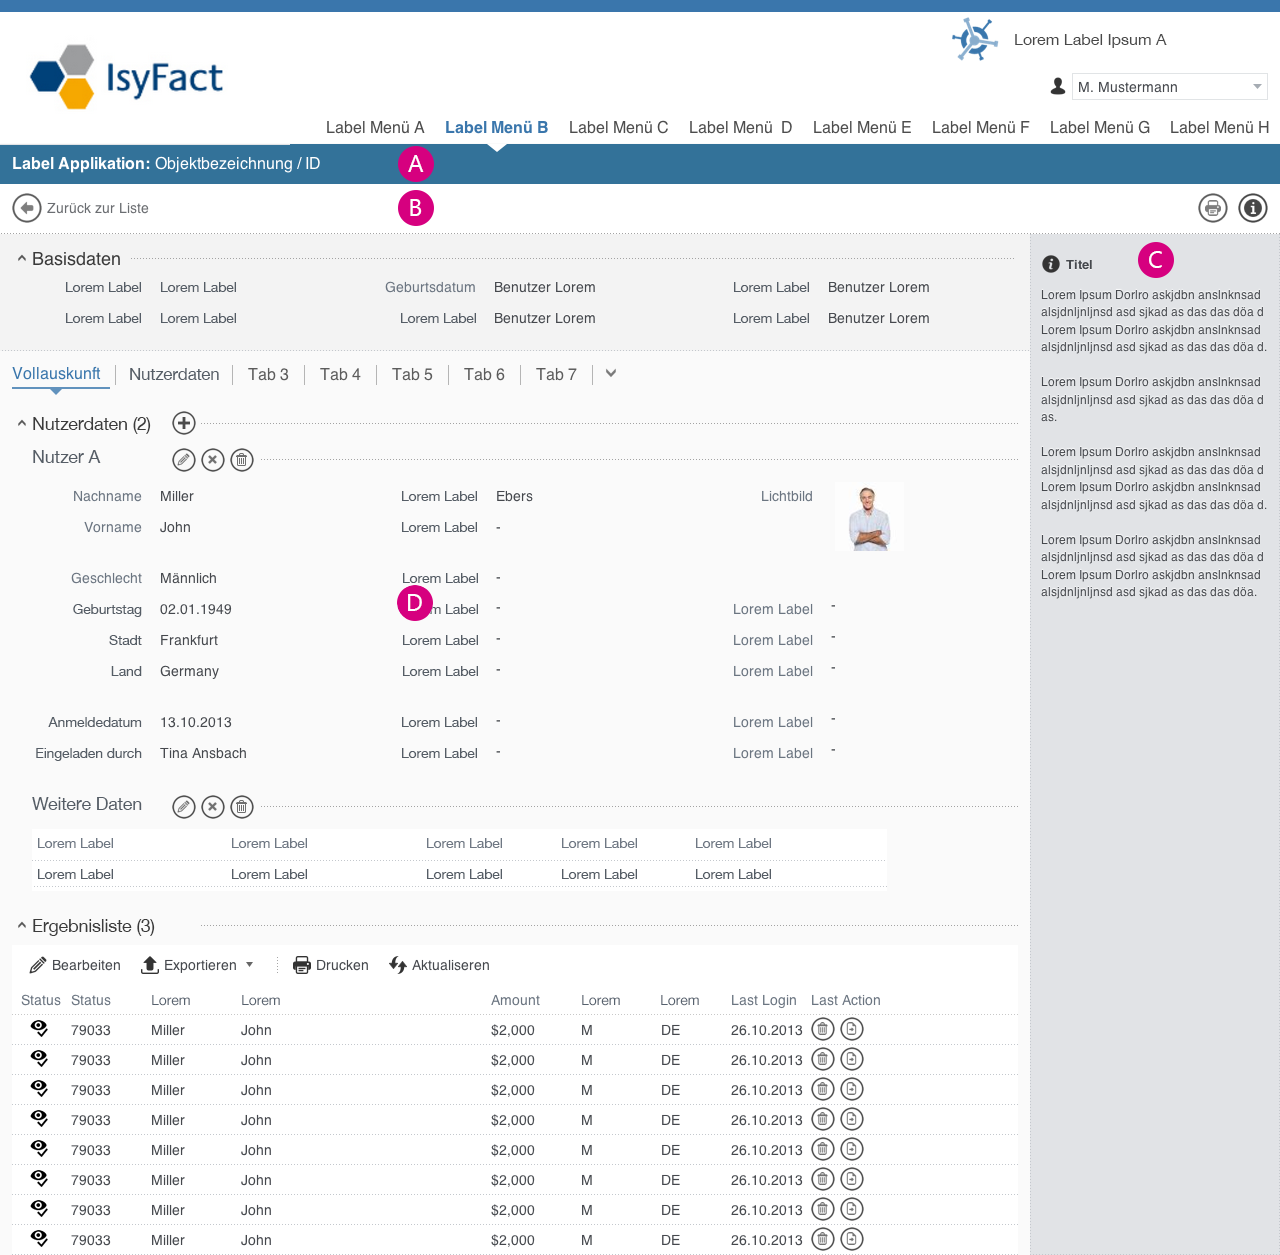 Lorem Label Ipsum A
IsyFact
M. Mustermann
Label Menü A Label Menü B Label Menü C Label Menü D Label Menü E Label Menü F Label Menü G Label Menü H
Label Applikation: Objektbezeichnung / ID A
Zurück zur Liste B
Basisdaten
Lorem Label Lorem Label Geburtsdatum Benutzer Lorem Lorem Label Benutzer Lorem
Lorem Label Lorem Label Lorem Label Benutzer Lorem Lorem Label Benutzer Lorem
Vollauskunft Nutzerdaten Tab 3 Tab 4 Tab 5 Tab 6 Tab 7
Nutzerdaten (2)
Nutzer A
Nachname Miller Lorem Label Ebers Lichtbild
Vorname John Lorem Label -
Geschlecht Männlich Lorem Label -
Geburtstag 02.01.1949 D m Label - Lorem Label -
Stadt Frankfurt Lorem Label - Lorem Label -
Land Germany Lorem Label - Lorem Label -
Anmeldedatum 13.10.2013 Lorem Label - Lorem Label -
Eingeladen durch Tina Ansbach Lorem Label - Lorem Label -
Weitere Daten
Lorem Label Lorem Label Lorem Label Lorem Label Lorem Label
Lorem Label Lorem Label Lorem Label Lorem Label Lorem Label
Ergebnisliste (3)
Bearbeiten Exportieren Drucken Aktualiseren
Status Status Lorem Lorem Amount Lorem Lorem Last Login Last Action
79033 Miller John $2,000 M DE 26.10.2013
79033 Miller John $2,000 M DE 26.10.2013
79033 Miller John $2,000 M DE 26.10.2013
79033 Miller John $2,000 M DE 26.10.2013
79033 Miller John $2,000 M DE 26.10.2013
79033 Miller John $2,000 M DE 26.10.2013
79033 Miller John $2,000 M DE 26.10.2013
79033 Miller John $2,000 M DE 26.10.2013
Titel C
Lorem Ipsum Dorlro askjdbn anslnknsad
alsjdnljnljnsd asd sjkad as das das döa d
Lorem Ipsum Dorlro askjdbn anslnknsad
alsjdnljnljnsd asd sjkad as das das döa d.
Lorem Ipsum Dorlro askjdbn anslnknsad
alsjdnljnljnsd asd sjkad as das das döa d
as.
Lorem Ipsum Dorlro askjdbn anslnknsad
alsjdnljnljnsd asd sjkad as das das döa d
Lorem Ipsum Dorlro askjdbn anslnknsad
alsjdnljnljnsd asd sjkad as das das döa d.
Lorem Ipsum Dorlro askjdbn anslnknsad
alsjdnljnljnsd asd sjkad as das das döa d
Lorem Ipsum Dorlro askjdbn anslnknsad
alsjdnljnljnsd asd sjkad as das das döa.